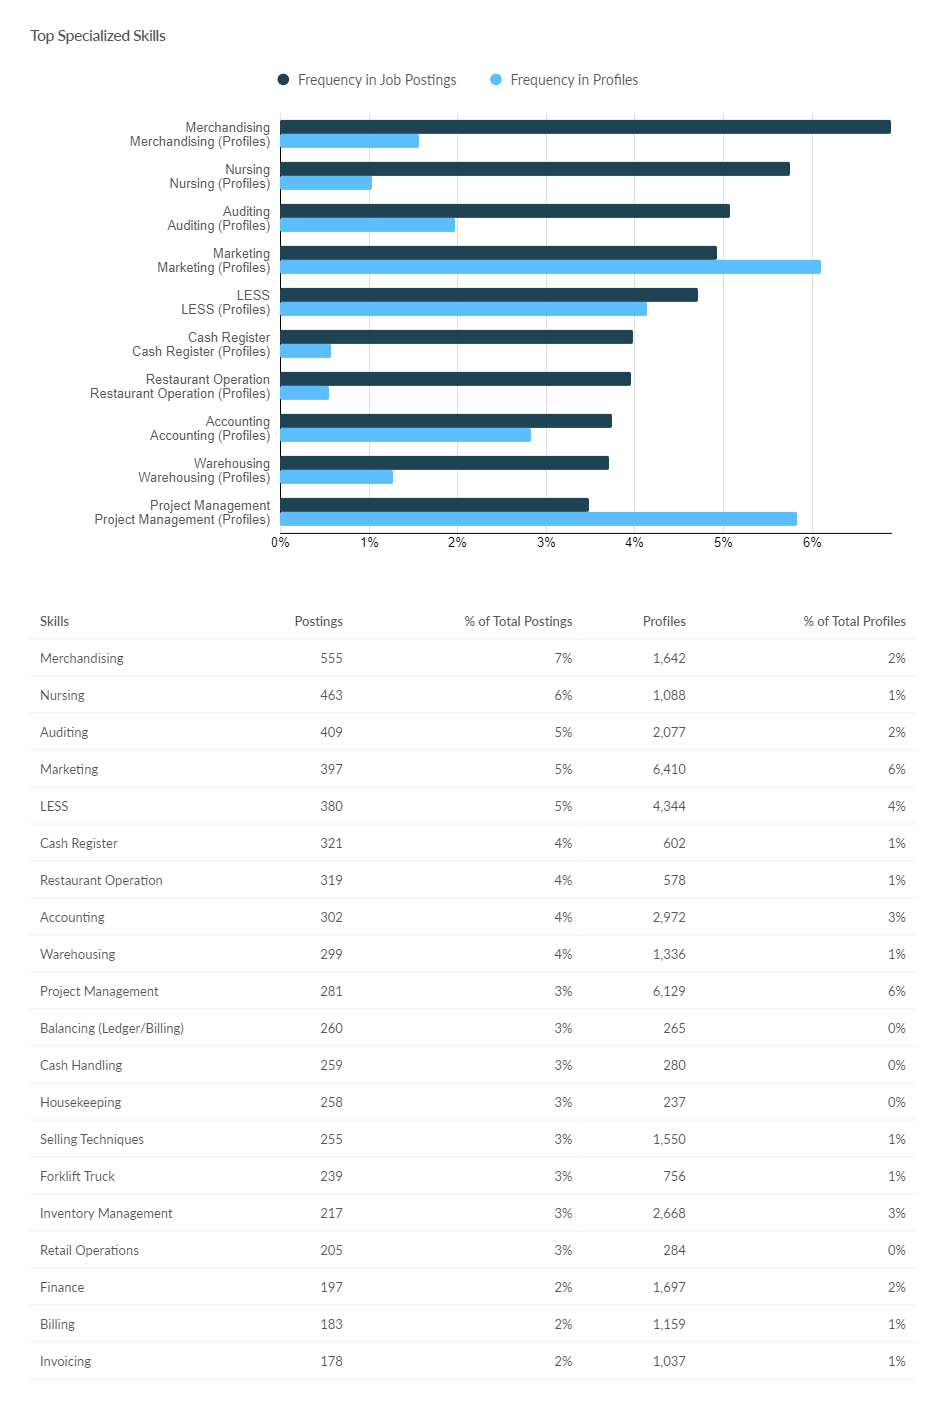 Top Specialized Skills
Frequency in Job Postings Frequency in Profiles
Merchandising
Merchandising (Profiles)
Nursing
Nursing (Profiles)
Auditing
Auditing (Profiles)
Marketing
Marketing (Profiles)
LESS
LESS (Profiles)
Cash Register
Cash Register (Profiles)
Restaurant Operation
Restaurant Operation (Profiles)
Accounting
Accounting (Profiles)
Warehousing
Warehousing (Profiles)
Project Management
Project Management (Profiles)
0% 1% 2% 3% 4% 5% 6%
Skills Postings % of Total Postings Profiles % of Total Profiles
Merchandising 555 7% 1,642 2%
Nursing 463 6% 1,088 1%
Auditing 409 5% 2,077 2%
Marketing 397 5% 6,410 6%
LESS 380 5% 4,344 4%
Cash Register 321 4% 602 1%
Restaurant Operation 319 4% 578 1%
Accounting 302 4% 2,972 3%
Warehousing 299 4% 1,336 1%
Project Management 281 3% 6,129 6%
Balancing (Ledger/Billing) 260 3% 265 0%
Cash Handling 259 3% 280 0%
Housekeeping 258 3% 237 0%
Selling Techniques 255 3% 1,550 1%
Forklift Truck 239 3% 756 1%
Inventory Management 217 3% 2,668 3%
Retail Operations 205 3% 284 0%
Finance 197 2% 1,697 2%
Billing 183 2% 1,159 1%
Invoicing 178 2% 1,037 1%